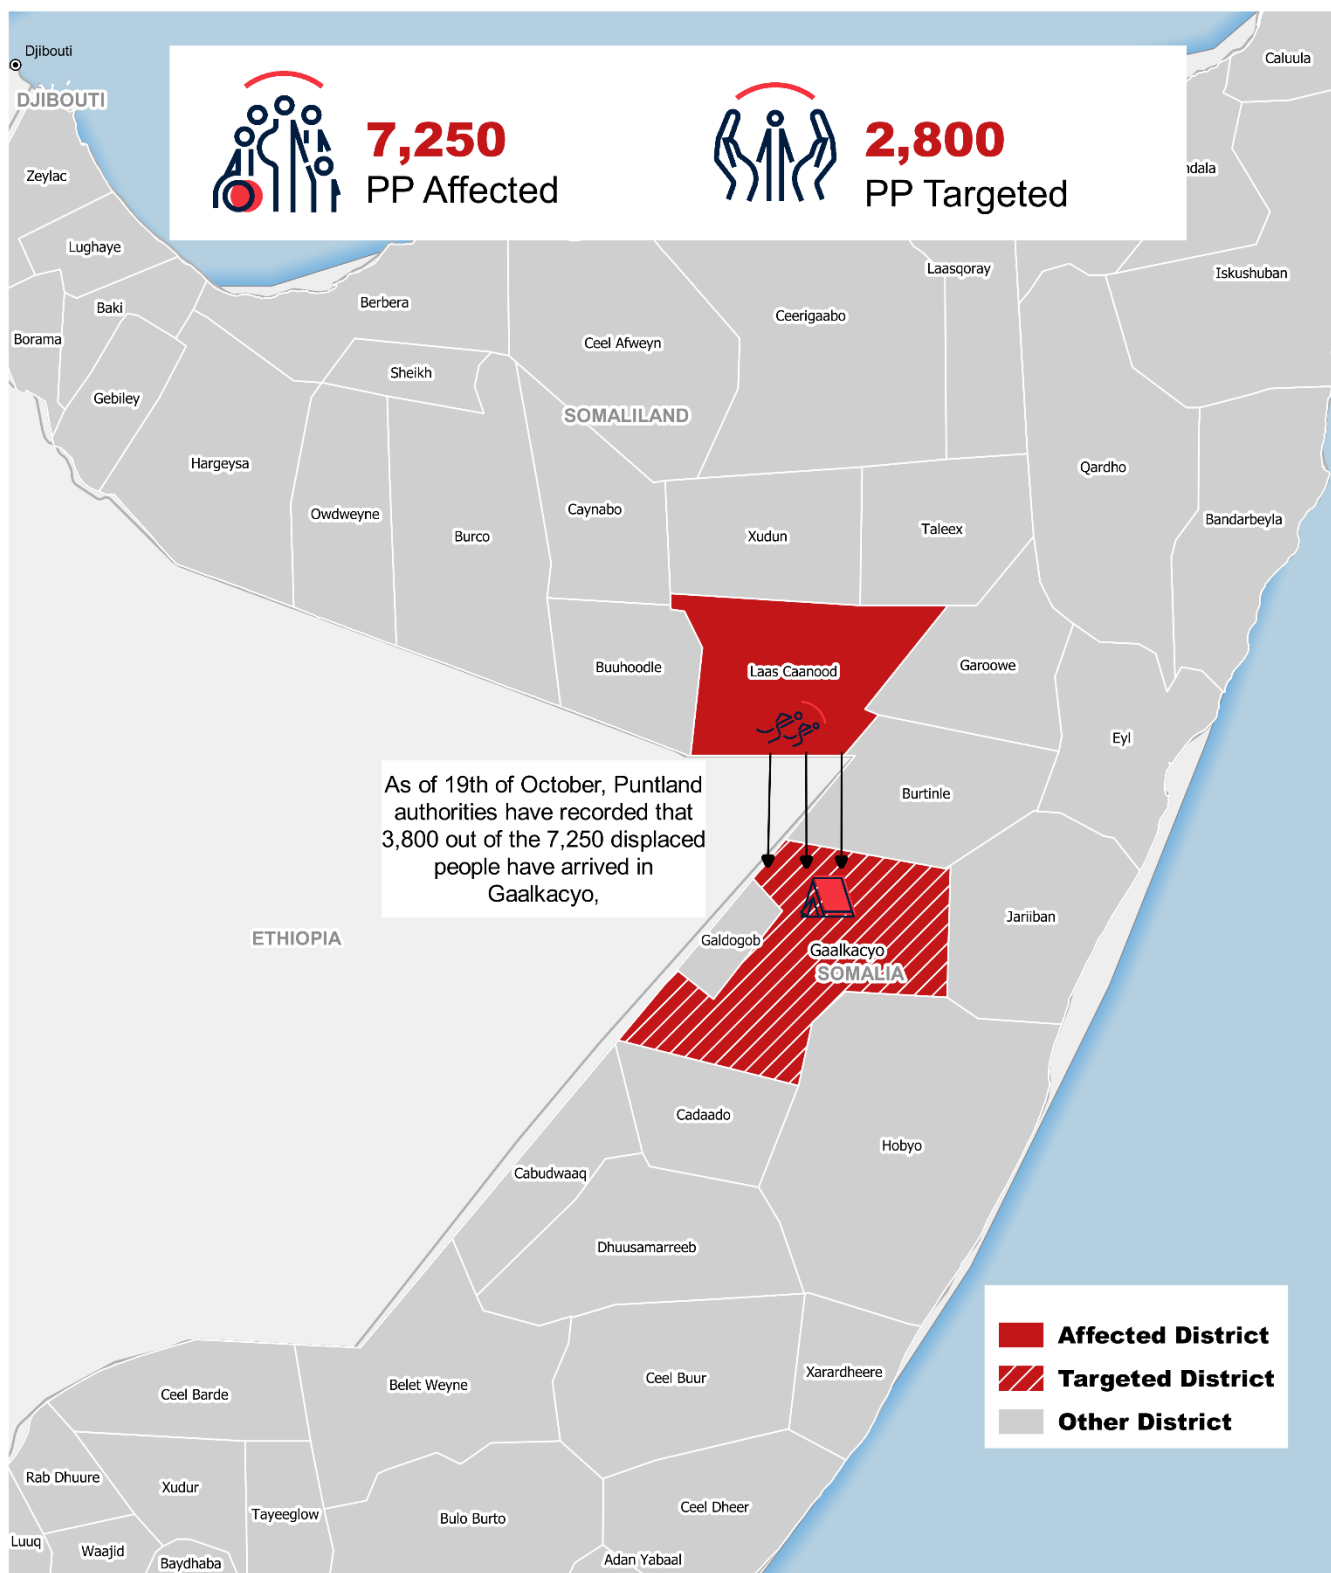 Djibouti
DJIBOUTI
7,250
PP Affected
2,800
PP Targeted
Caluula
ndala
Zeylac
Lughaye
Laasqoray
Iskushuban
Baki
Berbera
Ceerigaabo
Borama
Ceel Afweyn
Sheikh
Gebiley
SOMALILAND
Hargeysa
Qardho
Owdweyne
Caynabo
Bandarbeyla
Burco
Xudun
Taleex
Buuhoodle
Laas Caanood
Garoowe
Eyl
As of 19th of October, Puntland
authorities have recorded that
3,800 out of the 7,250 displaced
people have arrived in
Gaalkacyo,
Burtinle
Jariiban
ETHIOPIA
Galdogob
Gaalkacyo
SOMALIA
Cadaado
Hobyo
Cabudwaaq
Dhuusamarreeb
Affected District
Targeted District
Other District
Xarardheere
Ceel Buur
Belet Weyne
Ceel Barde
Rab Dhuure
Xudur
Tayeeglow
Bulo Burto
Ceel Dheer
Luuq
Waajid
Baydhaba
Adan Yabaal